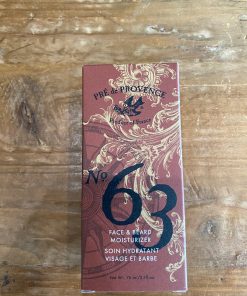 PRÉ de PROVENCE
No 63
FACE & BEARD
MOISTURIZER
SOIN HYDRATANT
VISAGE ET BARBE